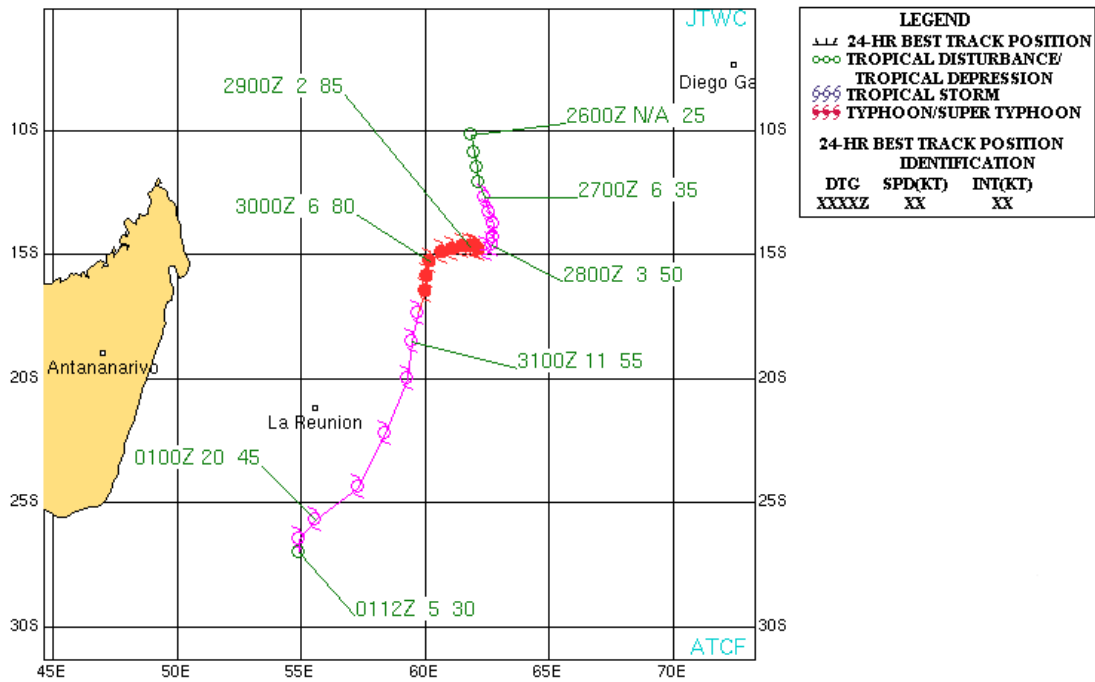 JTWC
Diego Ga
2900Z 2 85
2600Z N/A 25
10S
10S
2700Z 6 35
3000Z 6 80
15S
15S
2800Z 3 50
Antananarivo
3100Z 11 55
20S
20S
La Reunion
0100Z 20 45
25S
25S
0112Z 5 30
30S
30S
ATCF
45E
50E
55E
60E
65E
70E
LEGEND
24-HR BEST TRACK POSITION
TROPICAL DISTURBANCE/
TROPICAL DEPRESSION
TROPICAL STORM
TYPHOON/SUPER TYPHOON
24-HR BEST TRACK POSITION
IDENTIFICATION
DTG SPD(KT) INT(KT)
XXXXZ XX XX